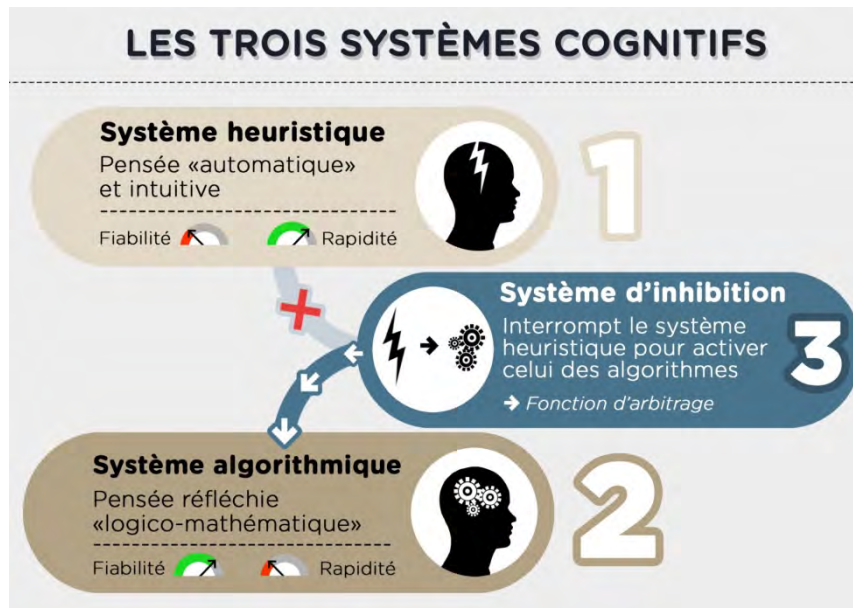 LES TROIS SYSTÈMES COGNITIFS
Système heuristique
Pensée «automatique»
et intuitive
Fiabilité
Rapidité
1
Système d’inhibition
Interrompt le système
heuristique pour activer
celui des algorithmes
→ Fonction d’arbitrage
3
Système algorithmique
Pensée réfléchie
«logico-mathématique»
Fiabilité
Rapidité
2